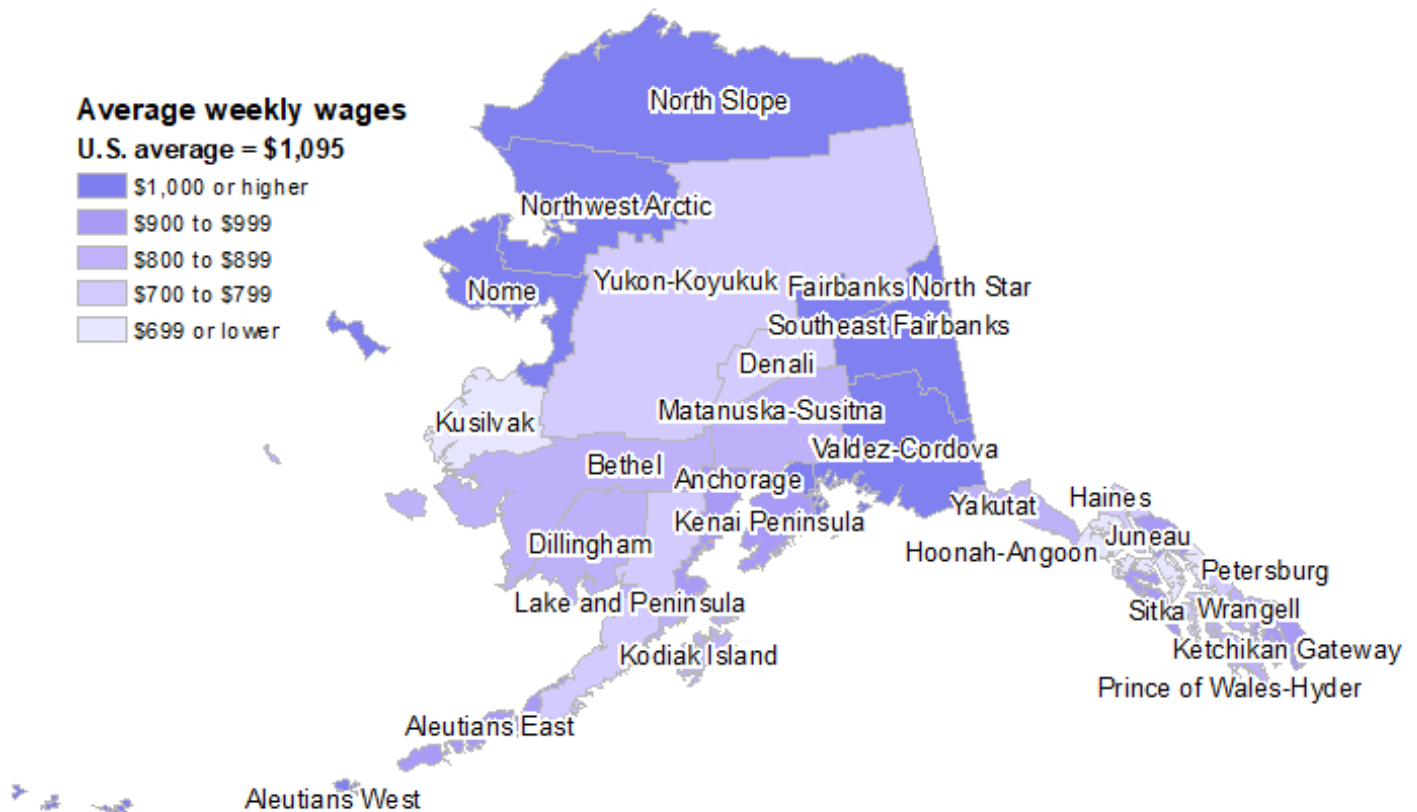 Average weekly wages
U.S. average = $1,095
$1,000 or higher
$900 to $999
$800 to $899
$700 to $799
$699 or lower
North Slope
Northwest Arctic
Nome
Yukon-Koyukuk
Fairbanks North Star
Southeast Fairbanks
Denali
Kusilvak
Matanuska-Susitna
Valdez-Cordova
Bethel
Anchorage
Yakutat
Haines
Kenai Peninsula
Juneau
Dillingham
Hoonah-Angoon
Petersburg
Lake and Peninsula
Sitka
Wrangell
Kodiak Island
Ketchikan Gateway
Prince of Wales-Hyder
Aleutians East
Aleutians West